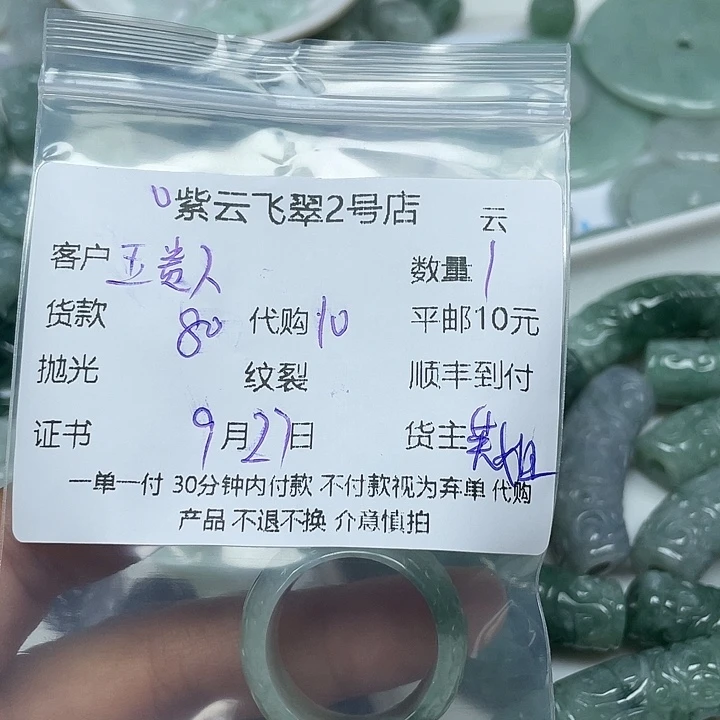 紫云飞翠2号店 云
客户 玉贵人 数量 1
货款 80 代购 10 平邮10元
抛光 纹裂 顺丰到付
证书 9月27日 货主
一单一付 30分钟内付款 不付款视为弃单 代购
产品 不退不换 介意慎拍